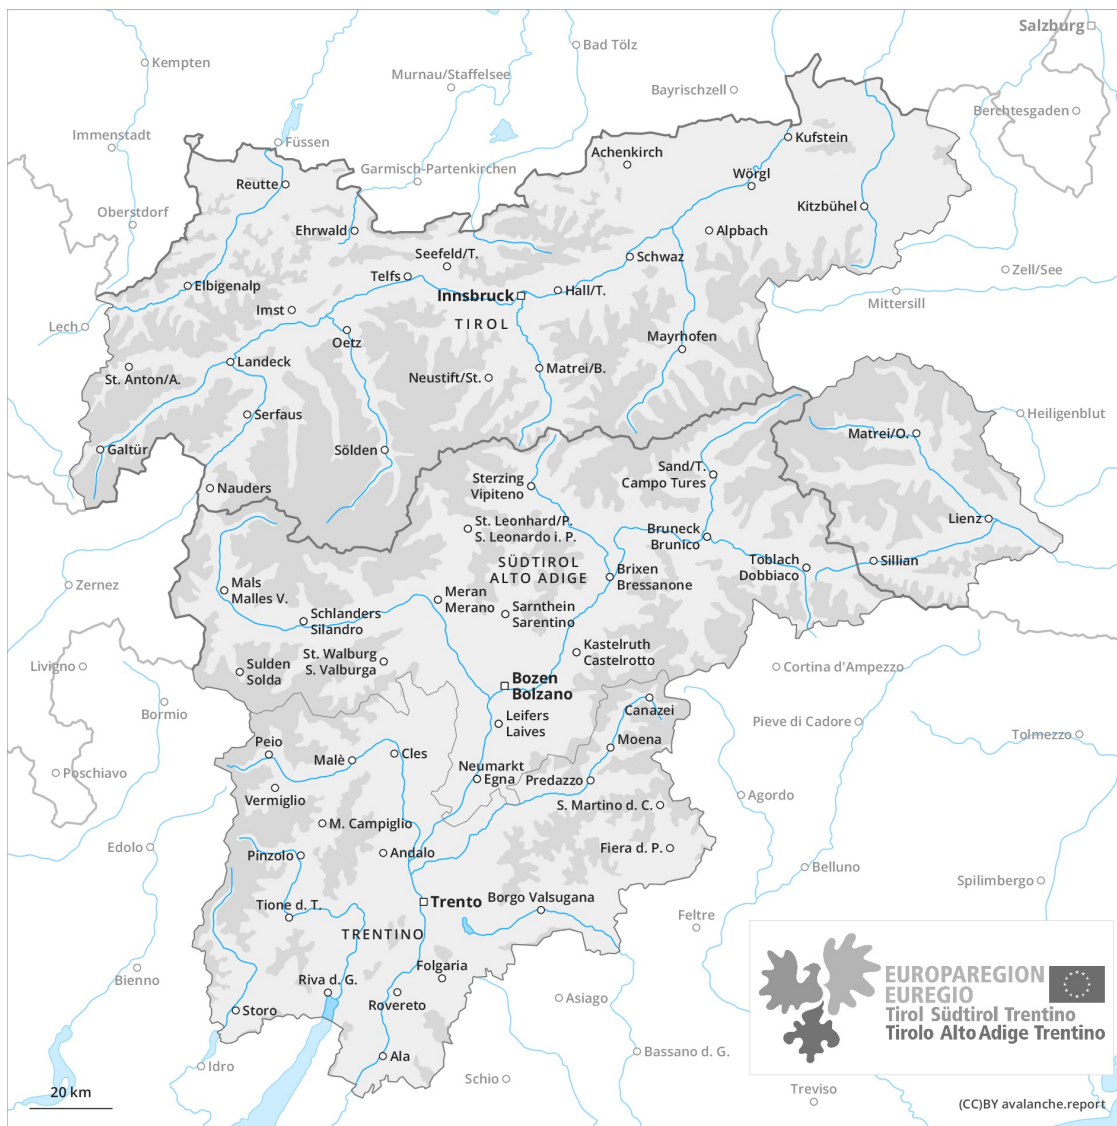 Salzburg
Bad Tölz
Kempten
Murnau/Staffelsee
Bayrischzell
Berchtesgaden
Immenstadt
Füssen
Kufstein
Achenkirch
Garmisch-Partenkirchen
Wörgl
Reutte
Kitzbühel
Oberstdorf
Ehrwald
Alpbach
Seefeld/T.
Schwaz
Zell/See
Telfs
Elbigenalp
Innsbruck
Hall/T.
Mittersill
Imst
TIROL
Lech
Oetz
Mayrhofen
Landeck
Matrei/B.
St. Anton/A.
Neustift/St.
Serfaus
Heiligenblut
Matrei/O.
Galtür
Sölden
Sand/T.
Campo Tures
Sterzing
Vipiteno
Nauders
St. Leonhard/P.
S. Leonardo i. P.
Lienz
Bruneck
Brunico
SÜDTIROL
ALTO ADIGE
Toblach
Dobbiaco
Sillian
Brixen
Bressanone
Zernez
Mals
Malles V.
Meran
Merano
Schlanders
Silandro
Sarnthein
Sarentino
Kastelruth
Castelrotto
St. Walburg
S. Valburga
Livigno
Sulden
Solda
Cortina d'Ampezzo
Bozen
Bolzano
Bormio
Canazei
Leifers
Laives
Pieve di Cadore
Tolmezzo
Peio
Moena
Malè
Cles
Poschiavo
Neumarkt
Egna
Predazzo
Vermiglio
Agordo
S. Martino d. C.
M. Campiglio
Edolo
Pinzolo
Andalo
Fiera d. P.
Belluno
Spilimbergo
Trento
Borgo Valsugana
Tione d. T.
Feltre
TRENTINO
Bienno
Folgaria
Riva d. G.
Rovereto
Asiago
Storo
EUROPAREGION
EUREGIO
Tirol Südtirol Trentino
Tirolo Alto Adige Trentino
Ala
Idro
Bassano d. G.
Schio
Treviso
20 km
(CC)BY avalanche.report